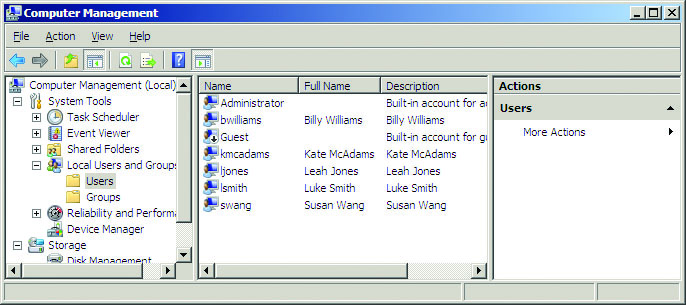 Computer Management
File Action View Help
Computer Management (Local)
System Tools
Task Scheduler
Event Viewer
Shared Folders
Local Users and Groups
Users
Groups
Reliability and Performa
Device Manager
Storage
Disk Management
Name Full Name Description
Administrator Built-in account for ad
bwilliams Billy Williams Billy Williams
Guest Built-in account for gu
kmcadams Kate McAdams Kate McAdams
ljones Leah Jones Leah Jones
lsmith Luke Smith Luke Smith
swang Susan Wang Susan Wang
Actions
Users
More Actions